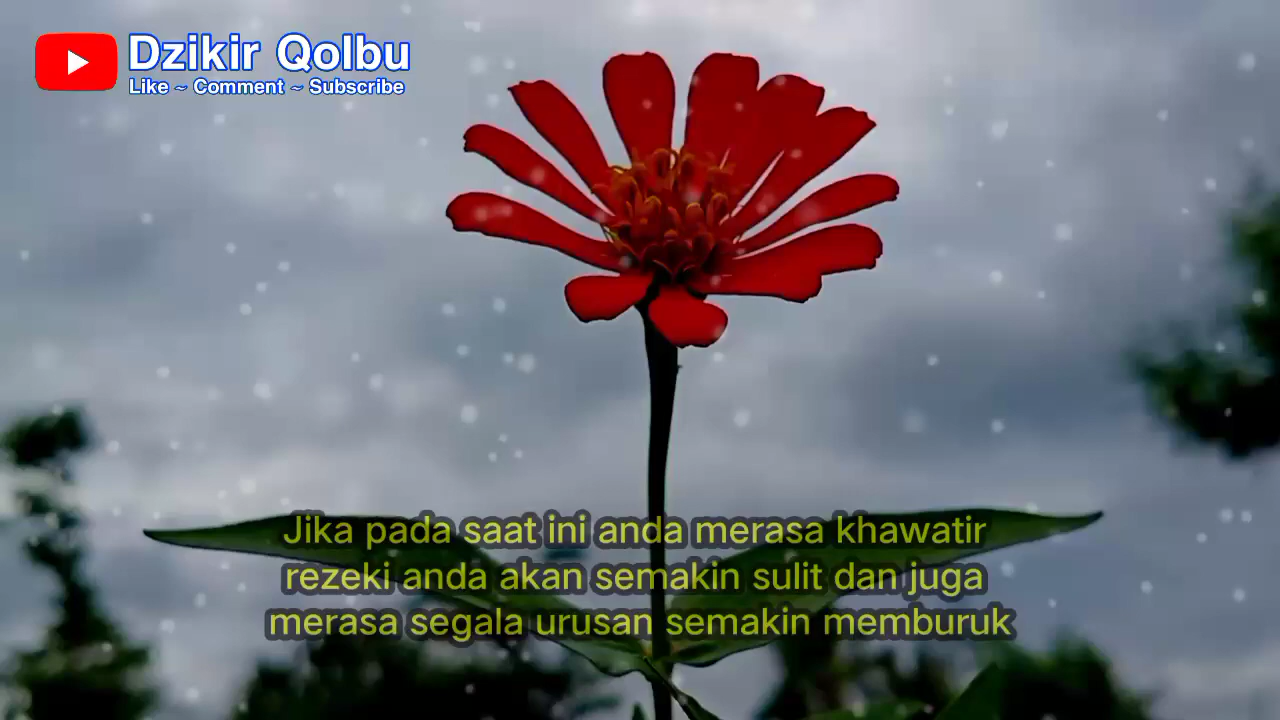 Dzikir Qolbu
Like ~ Comment ~ Subscribe
Jika pada saat ini anda merasa khawatir
rezeki anda akan semakin sulit dan juga
merasa segala urusan semakin memburuk